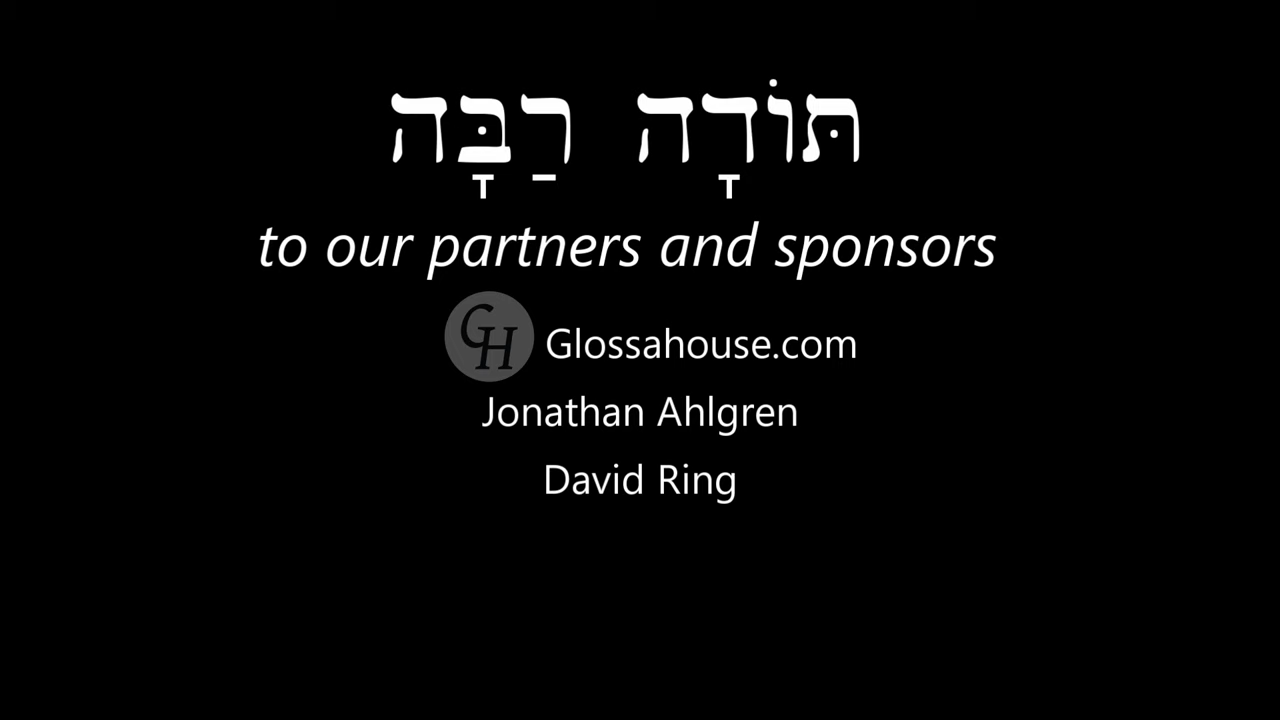 תּוֹדָה רַבָּה
to our partners and sponsors
GH Glossahouse.com
Jonathan Ahlgren
David Ring